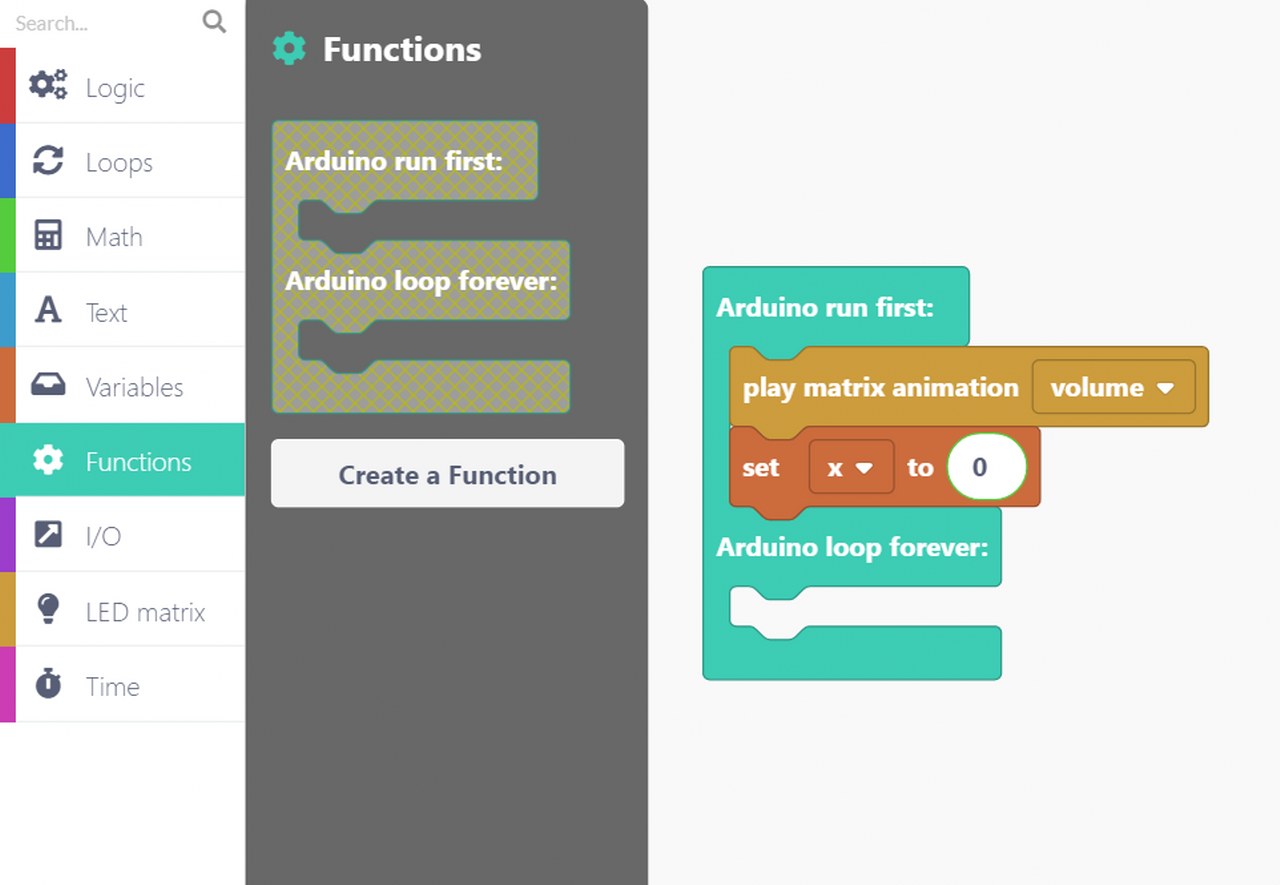 Search...
Logic
Loops
Math
Text
Variables
Functions
I/O
LED matrix
Time
Functions
Arduino run first:
Arduino loop forever:
Create a Function
Arduino run first:
play matrix animation volume
set x to 0
Arduino loop forever: